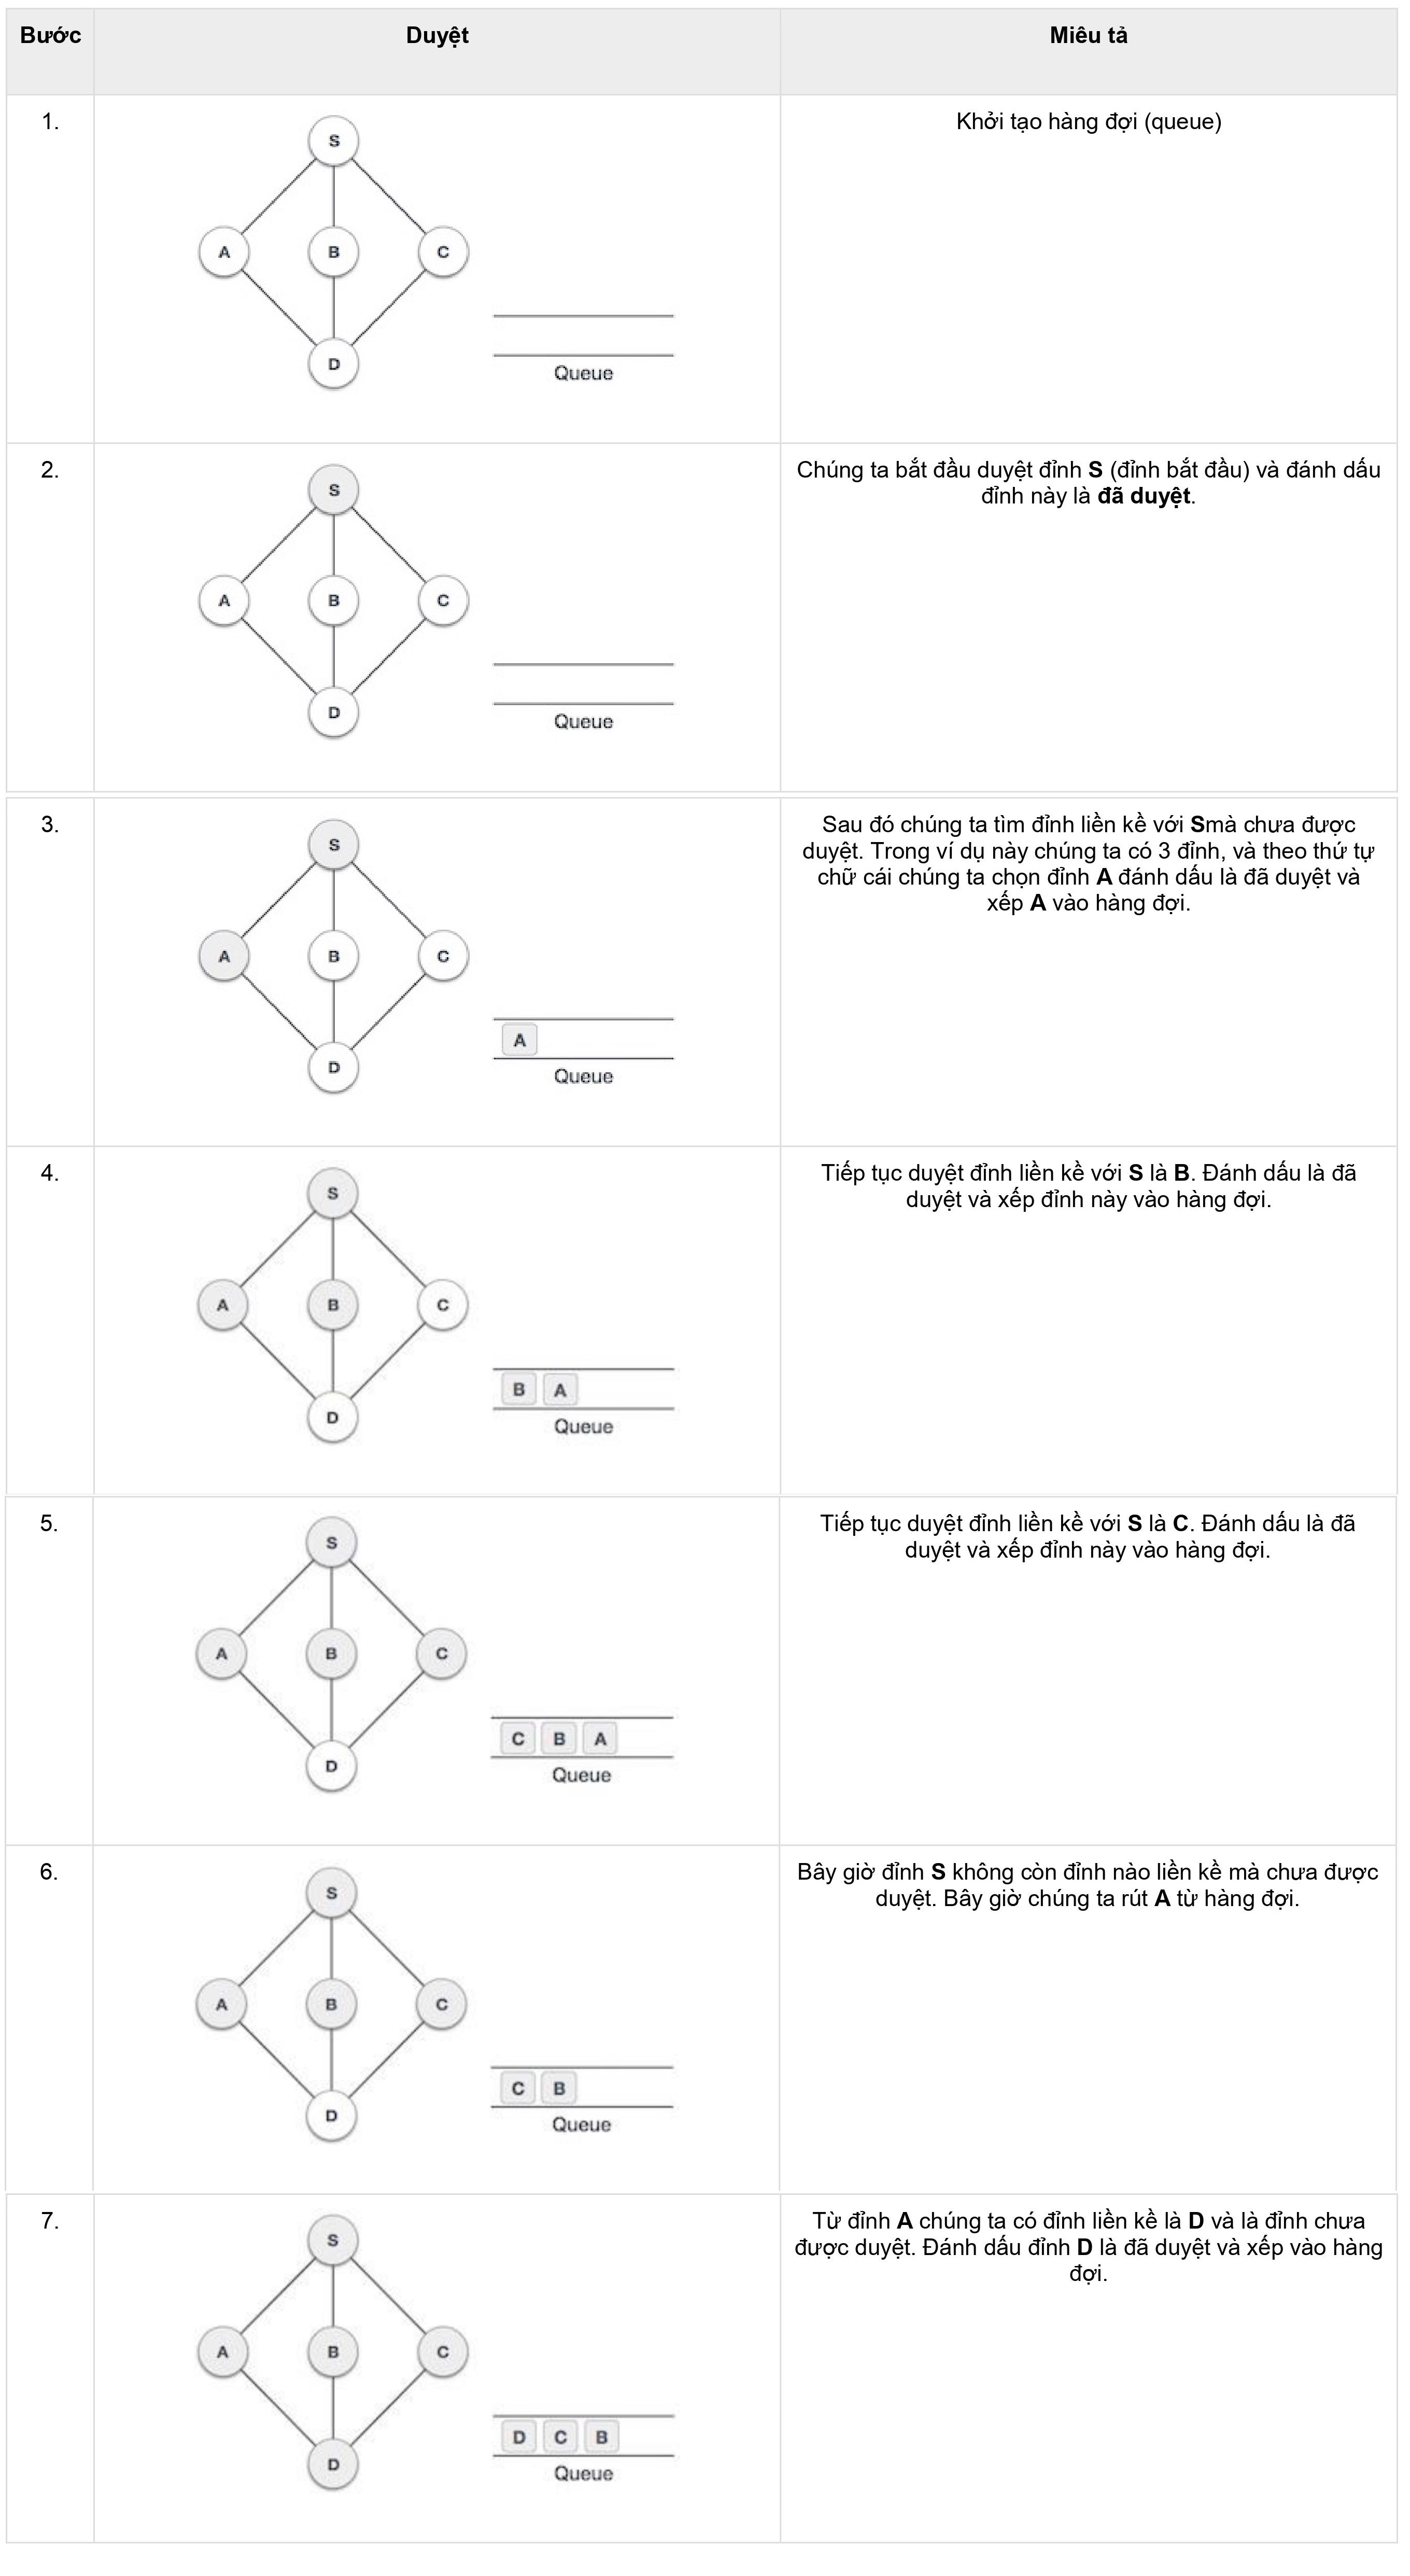 Bước Duyệt Miêu tả
1. Khởi tạo hàng đợi (queue)
S
A B C
D
Queue
2. Chúng ta bắt đầu duyệt đỉnh S (đỉnh bắt đầu) và đánh dấu
đỉnh này là đã duyệt.
S
A B C
D
Queue
3. Sau đó chúng ta tìm đỉnh liền kề với Smà chưa được
duyệt. Trong ví dụ này chúng ta có 3 đỉnh, và theo thứ tự
chữ cái chúng ta chọn đỉnh A đánh dấu là đã duyệt và
xếp A vào hàng đợi.
S
A B C
A
D
Queue
4. Tiếp tục duyệt đỉnh liền kề với S là B. Đánh dấu là đã
duyệt và xếp đỉnh này vào hàng đợi.
S
A B C
B A
D
Queue
5. Tiếp tục duyệt đỉnh liền kề với S là C. Đánh dấu là đã
duyệt và xếp đỉnh này vào hàng đợi.
S
A B C
C B A
D
Queue
6. Bây giờ đỉnh S không còn đỉnh nào liền kề mà chưa được
duyệt. Bây giờ chúng ta rút A từ hàng đợi.
S
A B C
C B
D
Queue
7. Từ đỉnh A chúng ta có đỉnh liền kề là D và là đỉnh chưa
được duyệt. Đánh dấu đỉnh D là đã duyệt và xếp vào hàng
đợi.
S
A B C
D C B
D
Queue